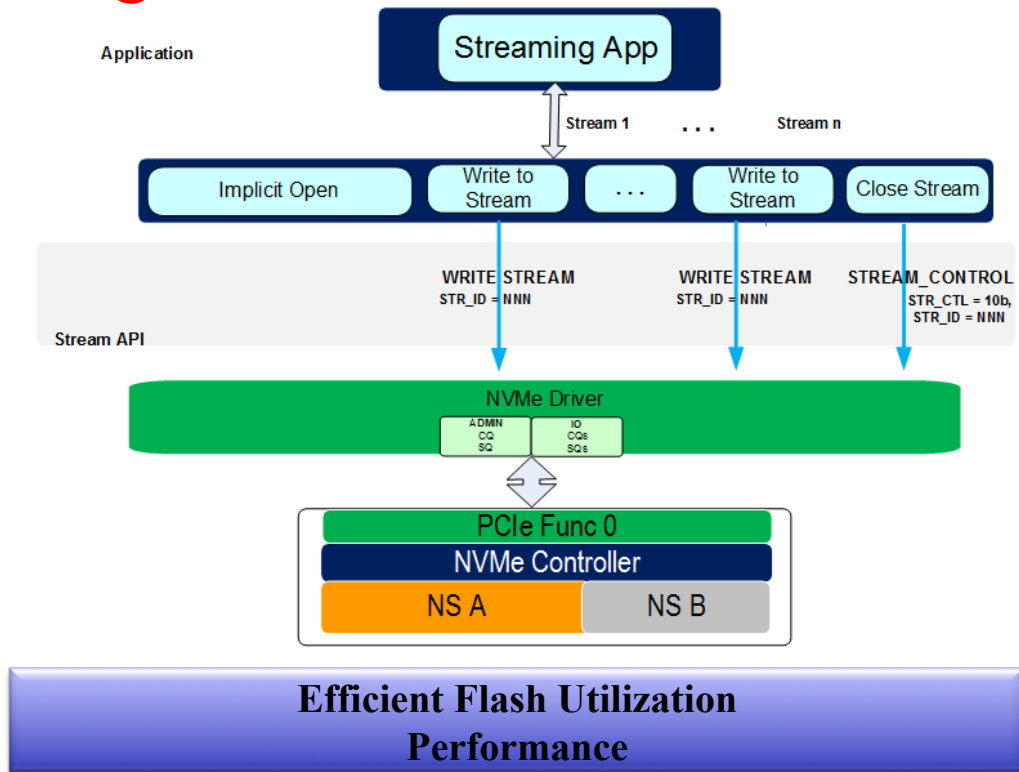 Application
Streaming App
Stream 1 . . . Stream n
Implicit Open
Write to
Stream
. . .
Write to
Stream
Close Stream
WRITE STREAM
STR_ID = NNN
WRITE STREAM
STR_ID = NNN
STREAM_CONTROL
STR_CTL = 10b,
STR_ID = NNN
Stream API
NVMe Driver
ADMIN
CQ
SQ
IO
CQs
SQs
PCIe Func 0
NVMe Controller
NS A
NS B
Efficient Flash Utilization
Performance